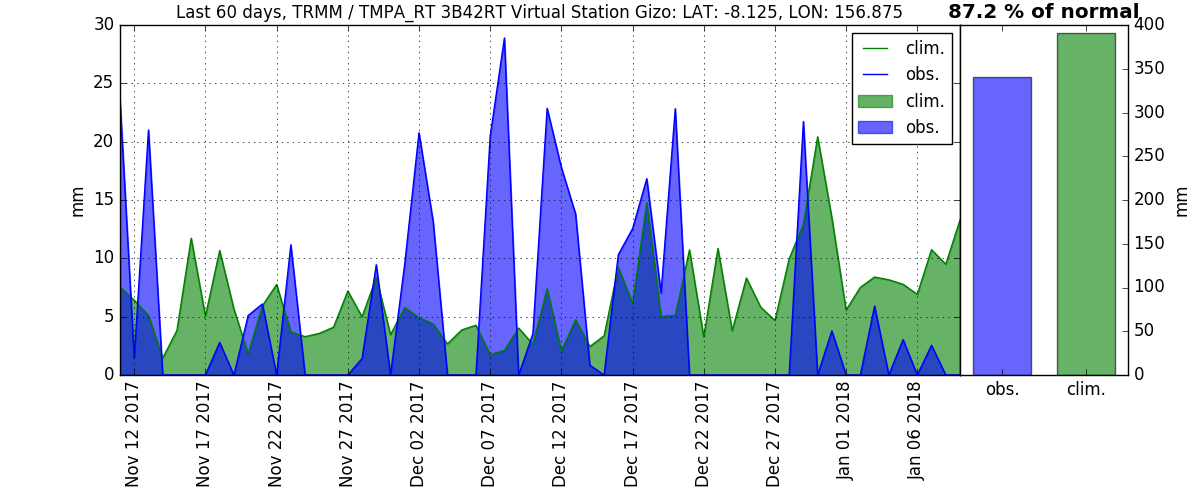 Last 60 days, TRMM / TMPA_RT 3B42RT Virtual Station Gizo: LAT: -8.125, LON: 156.875
87.2 % of normal
30
25
20
15
10
5
0
mm
clim.
obs.
clim.
obs.
Nov 12 2017
Nov 17 2017
Nov 22 2017
Nov 27 2017
Dec 02 2017
Dec 07 2017
Dec 12 2017
Dec 17 2017
Dec 22 2017
Dec 27 2017
Jan 01 2018
Jan 06 2018
400
350
300
250
200
150
100
50
0
mm
obs.
clim.